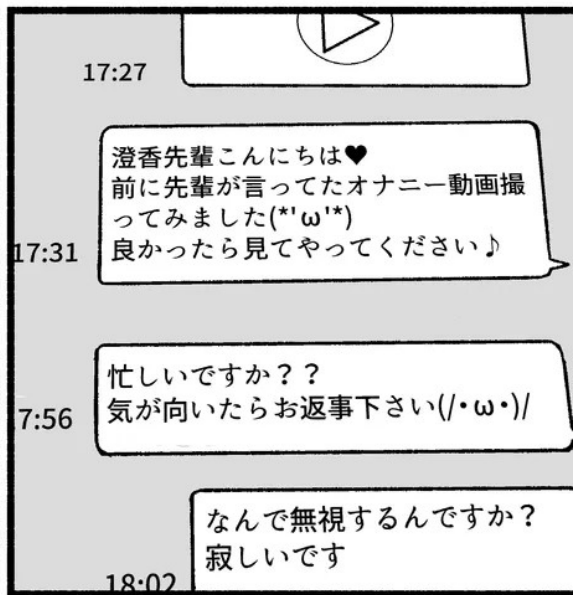 17:27
澄香先輩こんにちは♥
前に先輩が言ってたオナニー動画撮
ってみました(*'ω'*)
良かったら見てやってください♪
17:31
忙しいですか？？
気が向いたらお返事下さい(/・ω・)/
7:56
なんで無視するんですか？
寂しいです
18:02